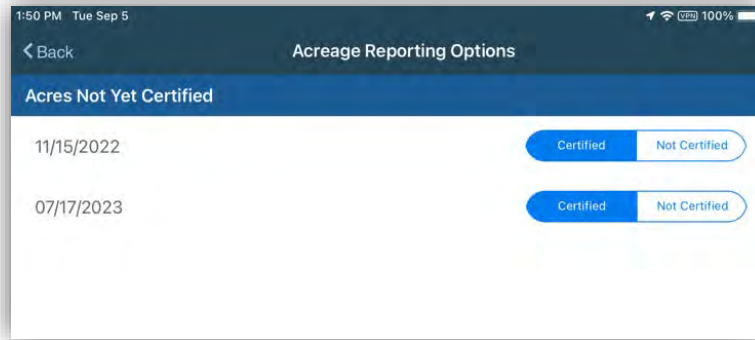 1:50 PM Tue Sep 5
VPN 100%
Back Acreage Reporting Options
Acres Not Yet Certified
11/15/2022 Certified Not Certified
07/17/2023 Certified Not Certified